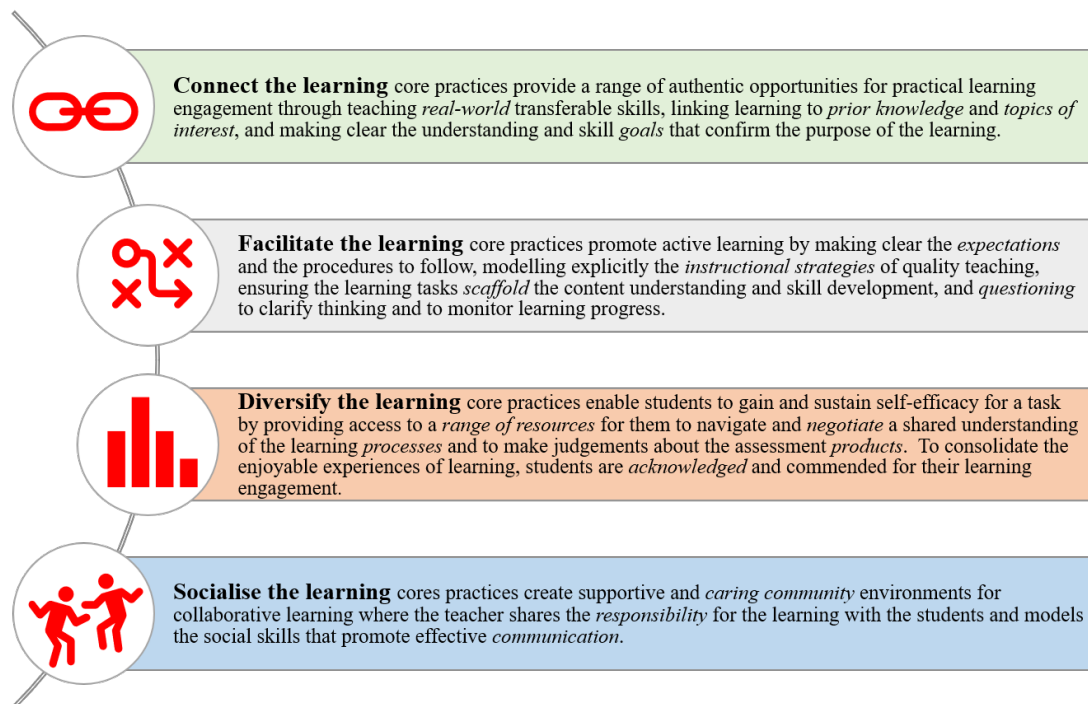 Connect the learning core practices provide a range of authentic opportunities for practical learning
engagement through teaching real-world transferable skills, linking learning to prior knowledge and topics of
interest, and making clear the understanding and skill goals that confirm the purpose of the learning.
Facilitate the learning core practices promote active learning by making clear the expectations
and the procedures to follow, modelling explicitly the instructional strategies of quality teaching,
ensuring the learning tasks scaffold the content understanding and skill development, and questioning
to clarify thinking and to monitor learning progress.
Diversify the learning core practices enable students to gain and sustain self-efficacy for a task
by providing access to a range of resources for them to navigate and negotiate a shared understanding
of the learning processes and to make judgements about the assessment products. To consolidate the
enjoyable experiences of learning, students are acknowledged and commended for their learning
engagement.
Socialise the learning cores practices create supportive and caring community environments for
collaborative learning where the teacher shares the responsibility for the learning with the students and models
the social skills that promote effective communication.